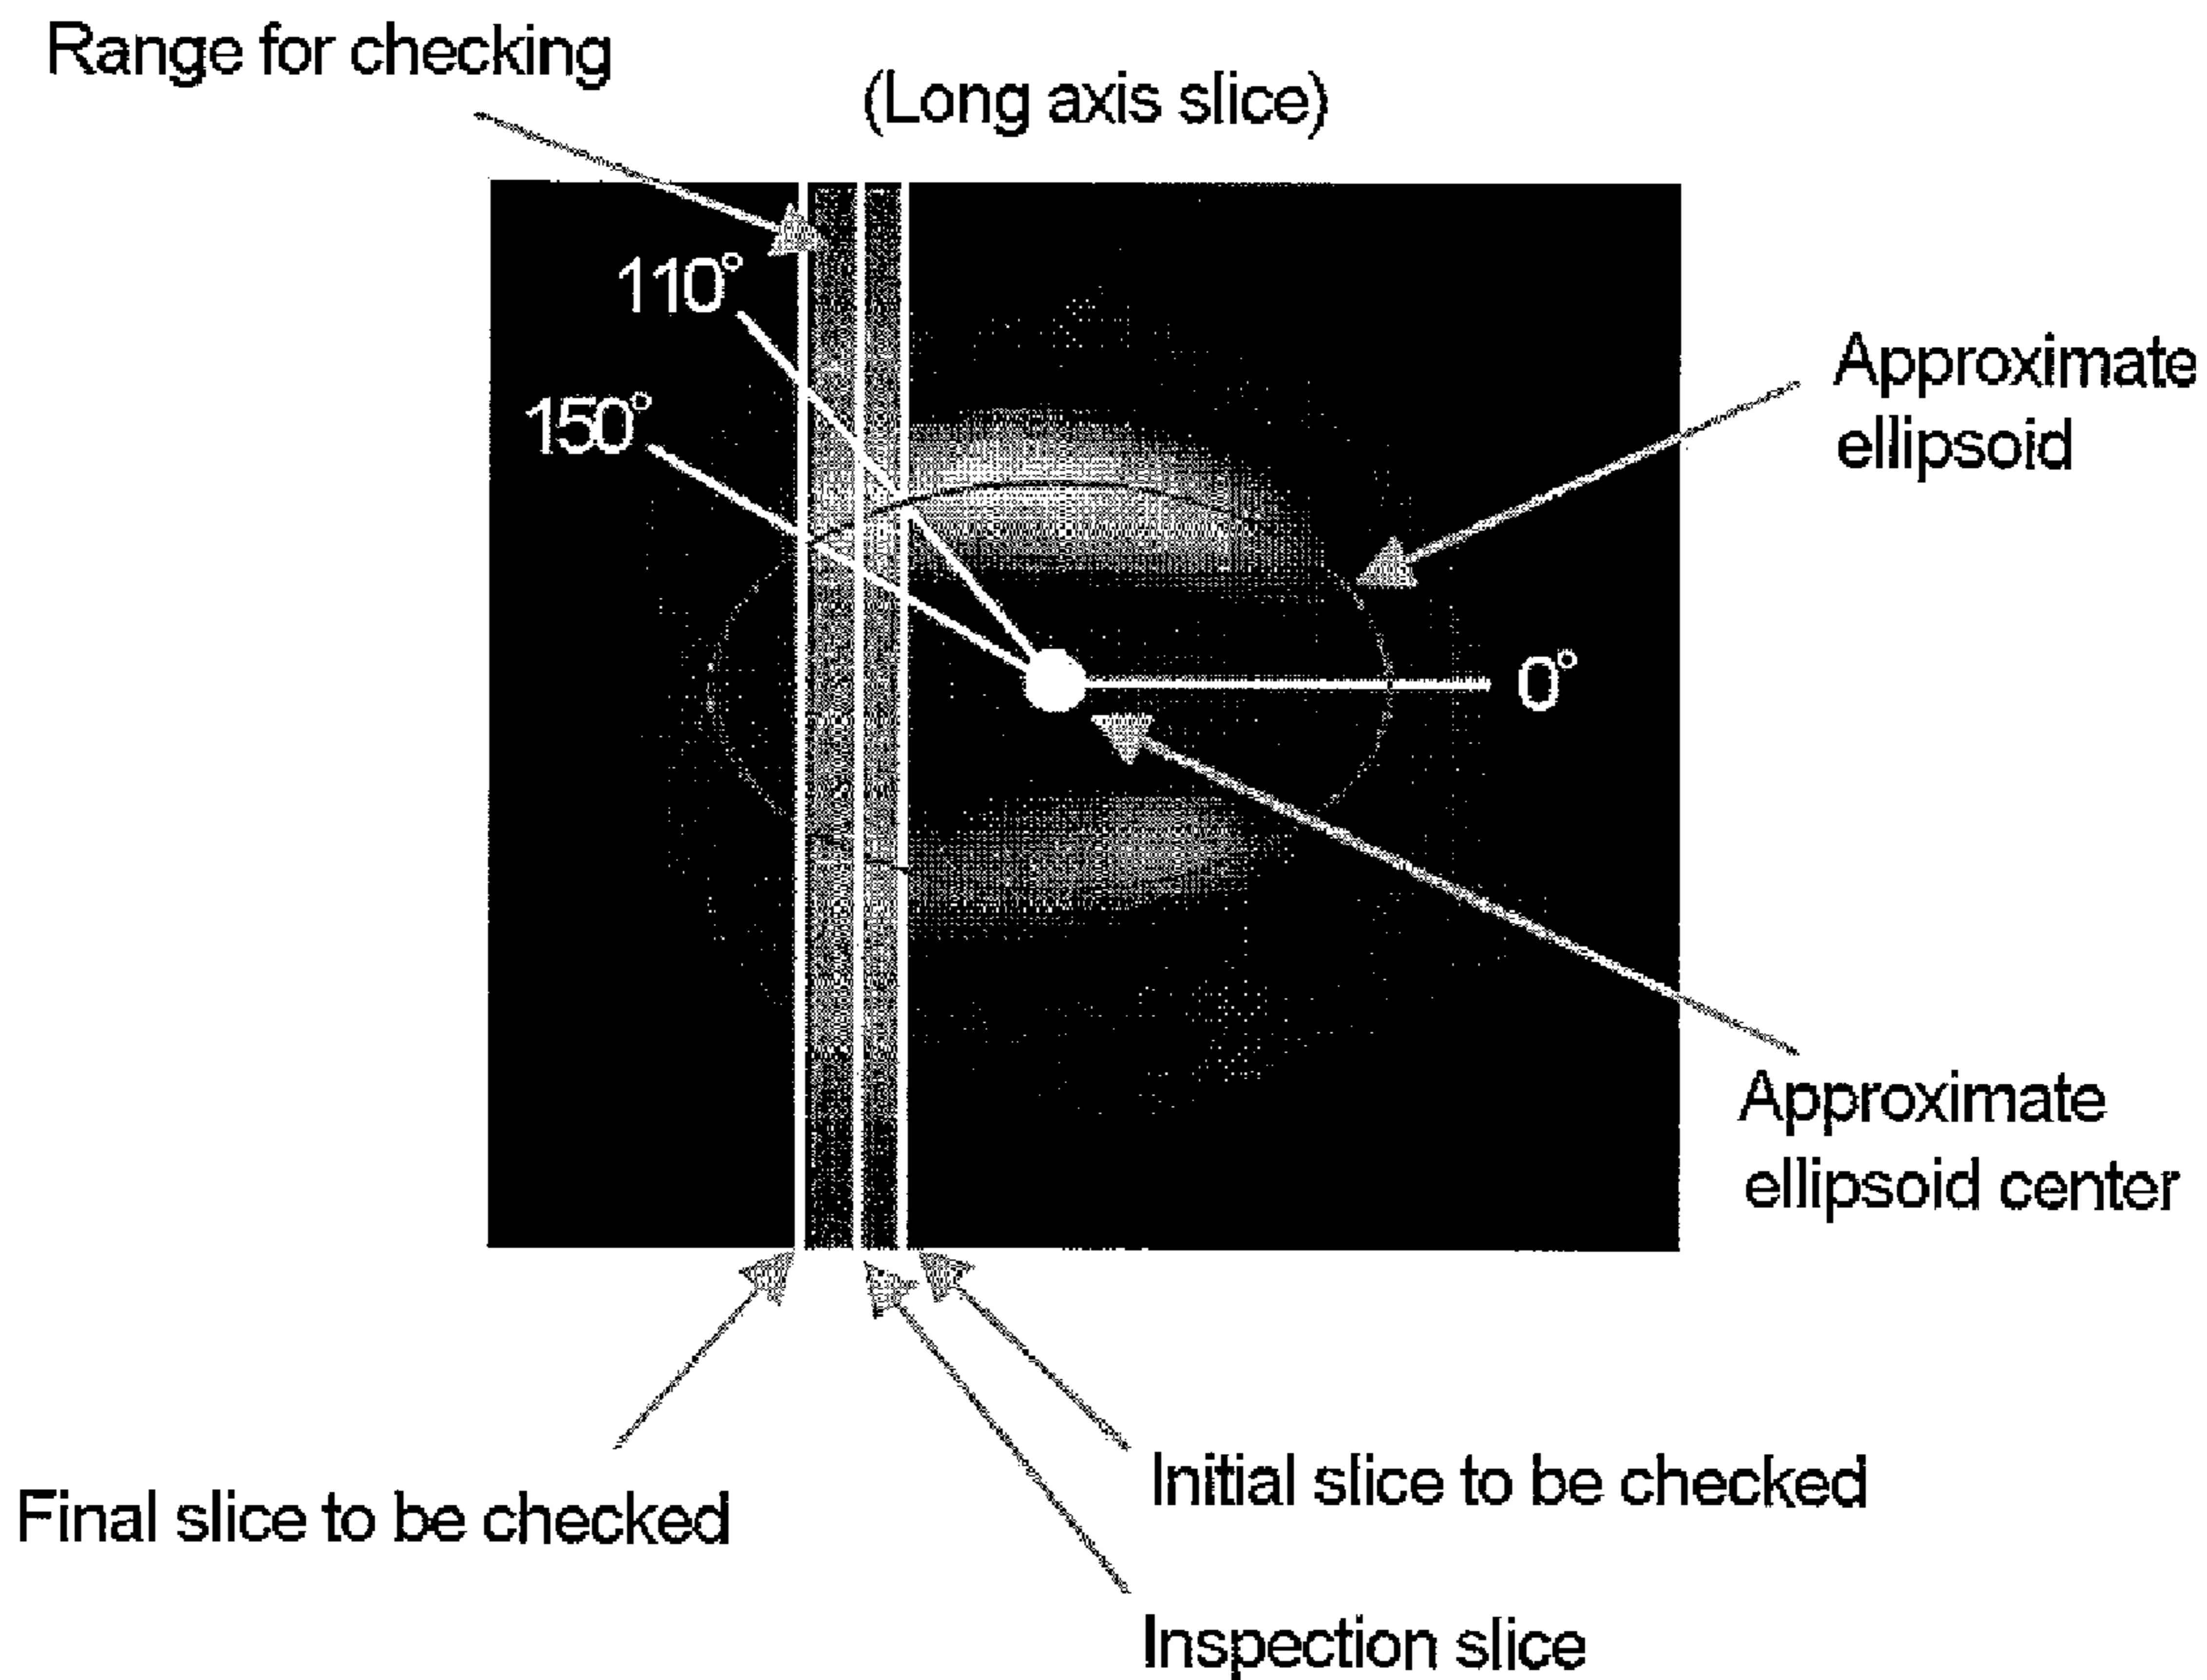 Range for checking
(Long axis slice)
110°
150°
Approximate
ellipsoid
0°
Approximate
ellipsoid center
Initial slice to be checked
Final slice to be checked
Inspection slice